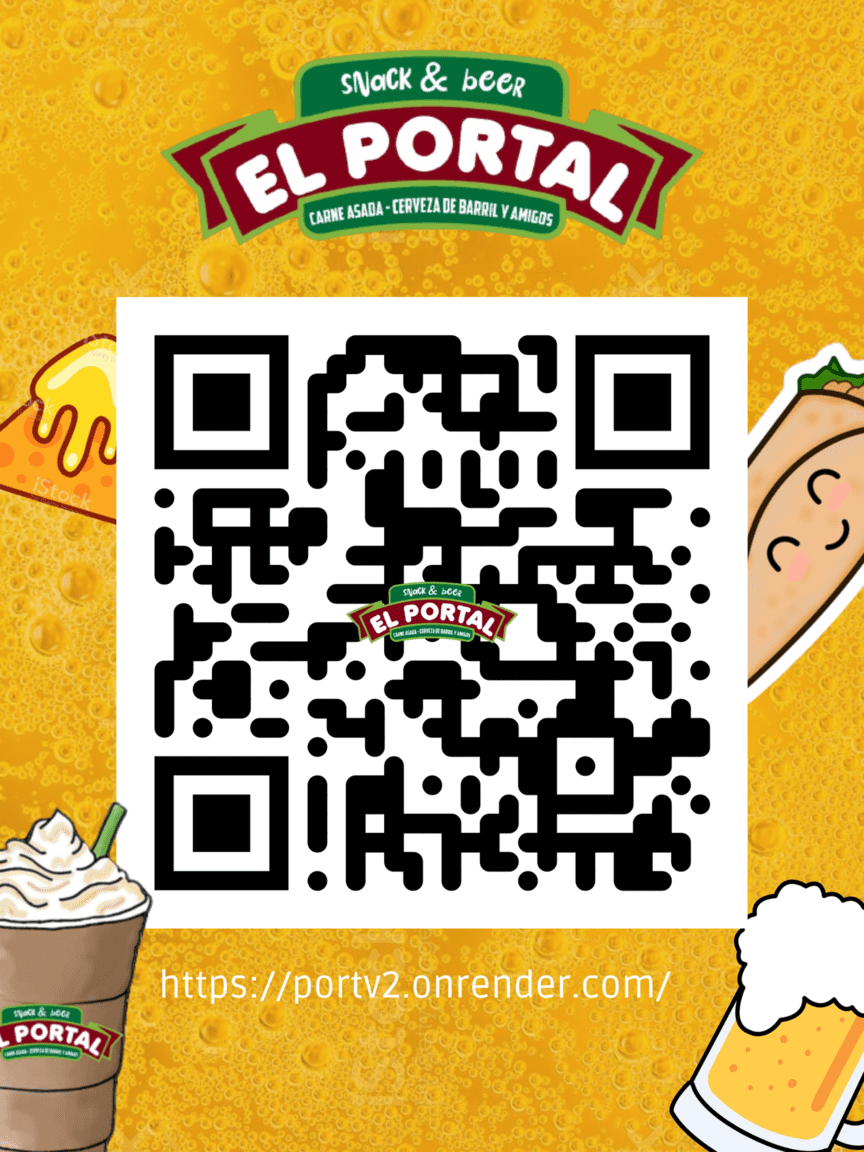 SNacK & beeR
EL PORTAL
CARNE ASADA - CERVEZA DE BARRIL Y AMIGOS
iStock
SNacK & beeR
EL PORTAL
CARNE ASADA - CERVEZA DE BARRIL Y AMIGOS
https://portv2.onrender.com/
SNacK & beeR
L PORTAL
CARNE ASADA - CERVEZA DE BARRIL Y AMIGOS